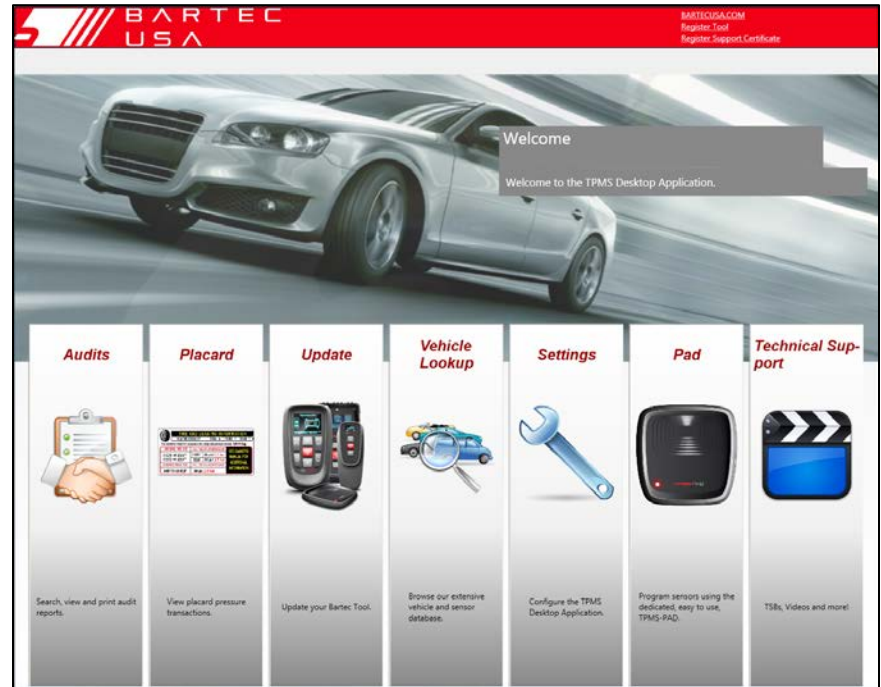 BARTEC
USA
BARTECUSA.COM
Register Tool
Register Support Certificate
Welcome
Welcome to the TPMS Desktop Application.
Audits
Placard
Update
Vehicle
Lookup
Settings
Pad
Technical Sup-
port
Search, view and print audit
reports.
View placard pressure
transactions.
Update your Bartec Tool.
Browse our extensive
vehicle and sensor
database.
Configure the TPMS
Desktop Application.
Program sensors using the
dedicated, easy to use,
TPMS-PAD.
TSBs, Videos and more!